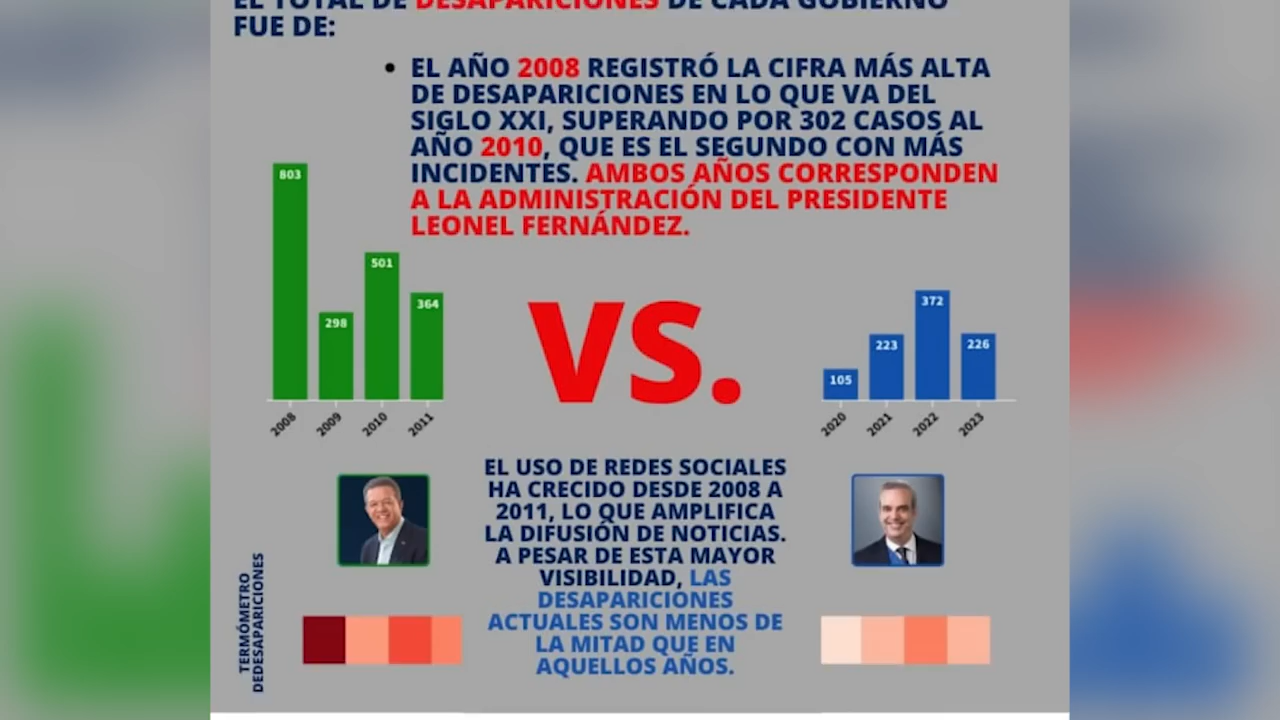 EL TOTAL DE DESAPARICIONES DE CADA GOBIERNO
FUE DE:
• EL AÑO 2008 REGISTRÓ LA CIFRA MÁS ALTA
DE DESAPARICIONES EN LO QUE VA DEL
SIGLO XXI, SUPERANDO POR 302 CASOS AL
AÑO 2010, QUE ES EL SEGUNDO CON MÁS
INCIDENTES. AMBOS AÑOS CORRESPONDEN
A LA ADMINISTRACIÓN DEL PRESIDENTE
LEONEL FERNÁNDEZ.
803
298
501
364
2008
2009
2010
2011
VS.
105
223
372
226
2020
2021
2022
2023
EL USO DE REDES SOCIALES
HA CRECIDO DESDE 2008 A
2011, LO QUE AMPLIFICA
LA DIFUSIÓN DE NOTICIAS.
A PESAR DE ESTA MAYOR
VISIBILIDAD, LAS
DESAPARICIONES
ACTUALES SON MENOS DE
LA MITAD QUE EN
AQUELLOS AÑOS.
TERMÓMETRO
DEDESAPARICIONES